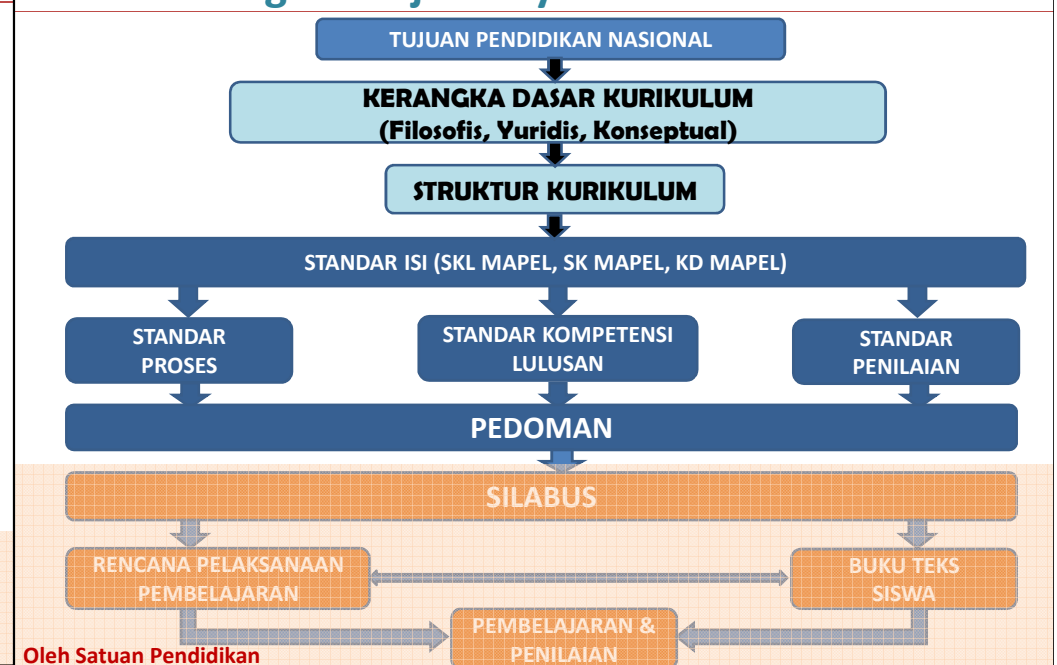 TUJUAN PENDIDIKAN NASIONAL
KERANGKA DASAR KURIKULUM
(Filosofis, Yuridis, Konseptual)
STRUKTUR KURIKULUM
STANDAR ISI (SKL MAPEL, SK MAPEL, KD MAPEL)
STANDAR
PROSES
STANDAR KOMPETENSI
LULUSAN
STANDAR
PENILAIAN
PEDOMAN
SILABUS
RENCANA PELAKSANAAN
PEMBELAJARAN
BUKU TEKS
SISWA
PEMBELAJARAN &
PENILAIAN
Oleh Satuan Pendidikan